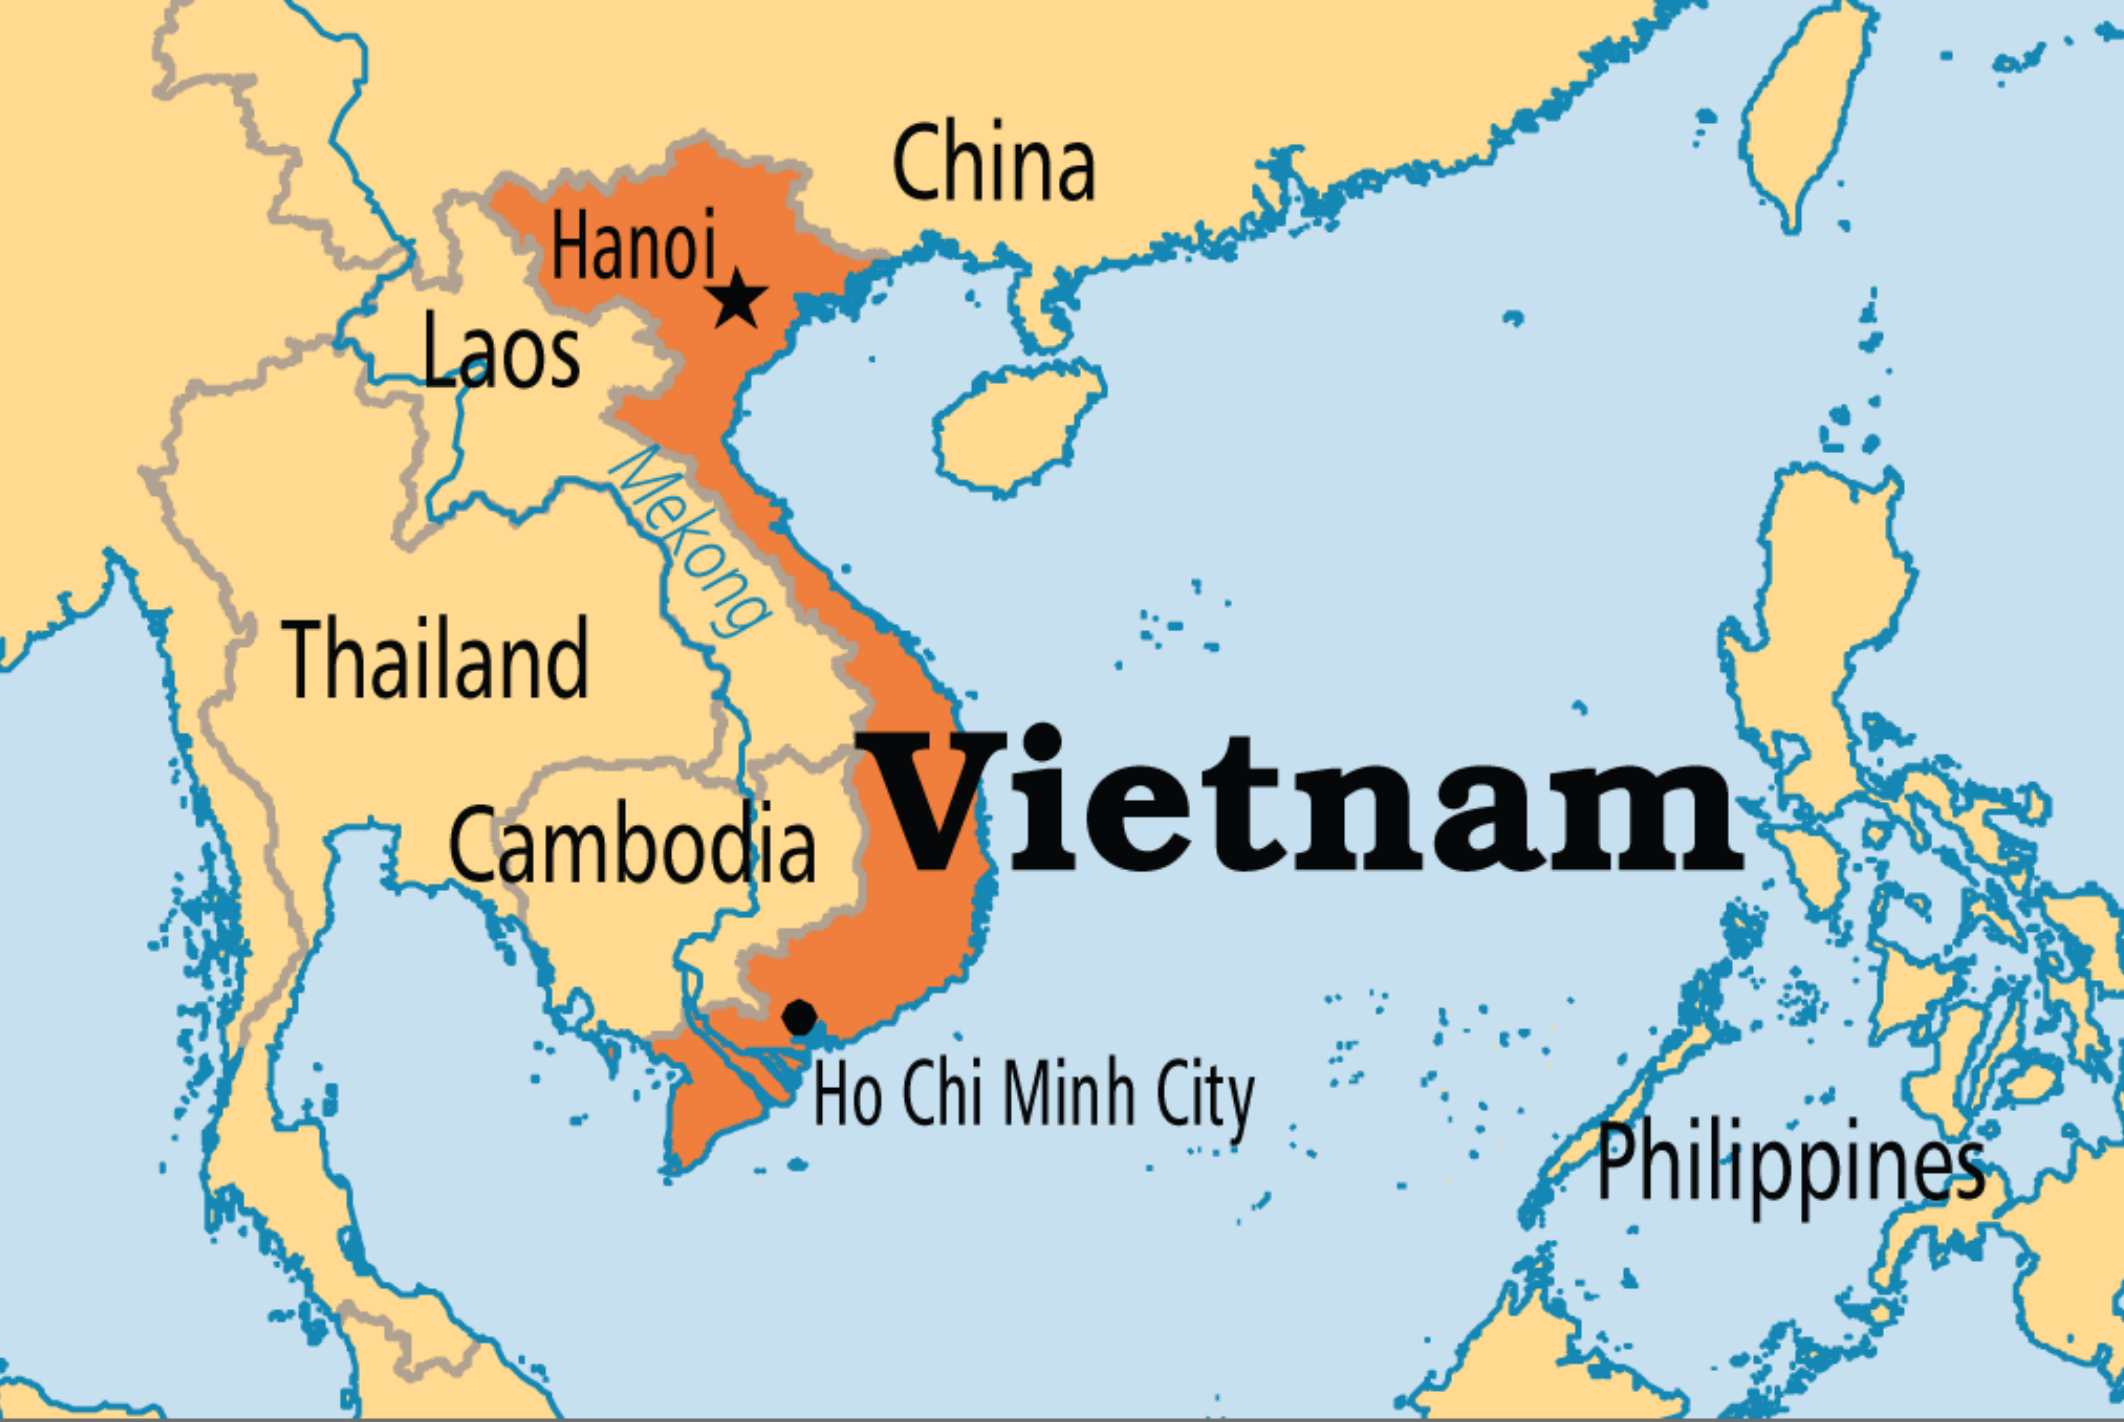 China
Hanoi
Laos
Mekong
Thailand
Vietnam
Cambodia
Ho Chi Minh City
Philippines